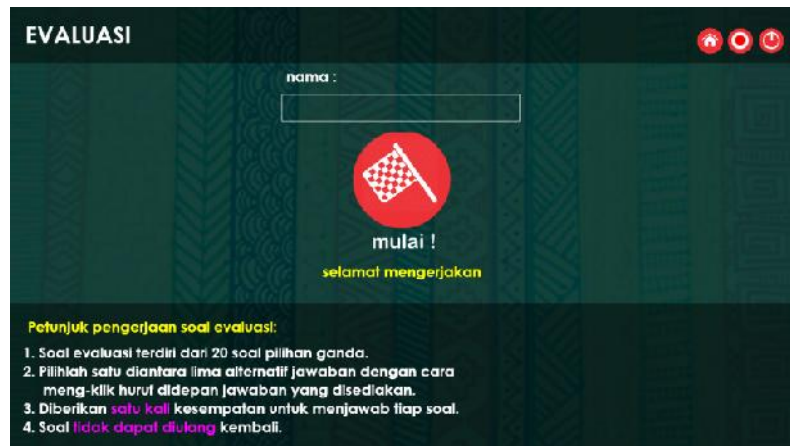 EVALUASI
nama :
mulai !
selamat mengerjakan
Petunjuk pengerjaan soal evaluasi:
1. Soal evaluasi terdiri dari 20 soal pilihan ganda.
2. Pilihlah satu diantara lima alternatif jawaban dengan cara
meng-klik huruf didepan jawaban yang disediakan.
3. Diberikan satu kali kesempatan untuk menjawab tiap soal.
4. Soal tidak dapat diulang kembali.